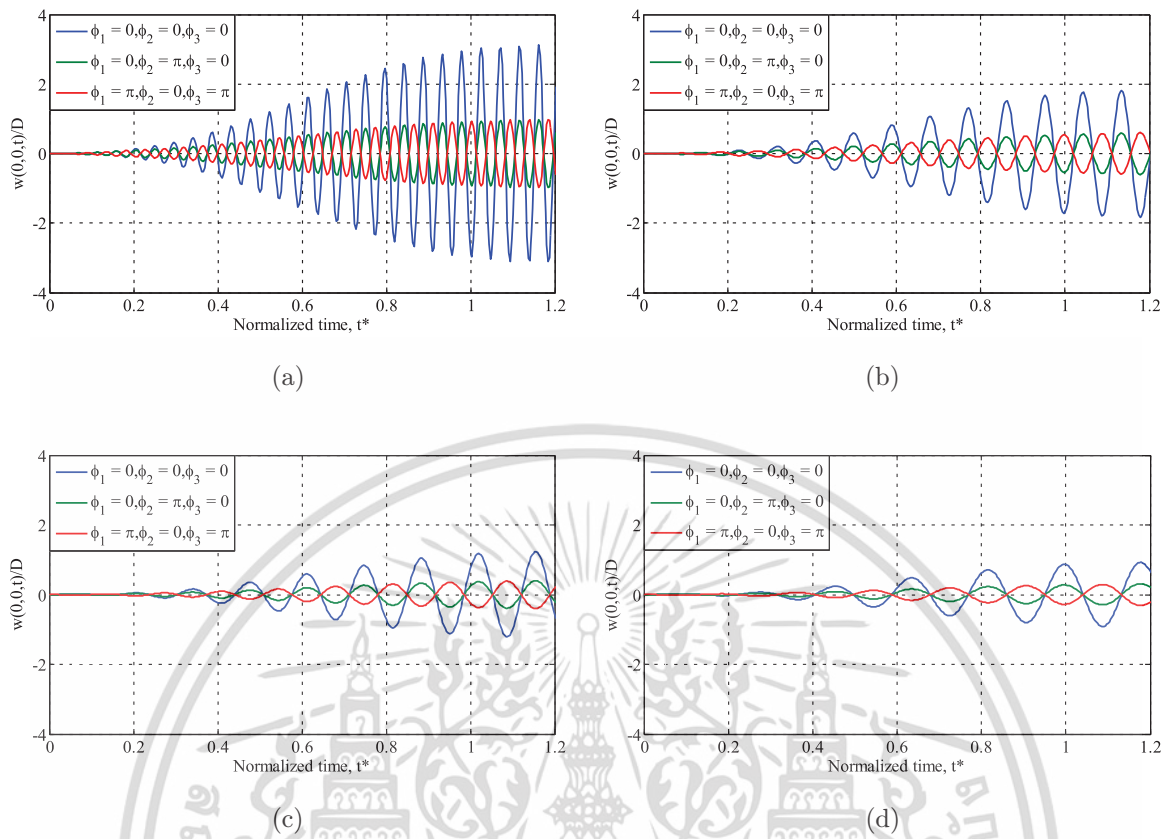 w(0,0,t)/D
4
2
0
-2
-4
ϕ₁ = 0,ϕ₂ = 0,ϕ₃ = 0
ϕ₁ = 0,ϕ₂ = π,ϕ₃ = 0
ϕ₁ = π,ϕ₂ = 0,ϕ₃ = π
0 0.2 0.4 0.6 0.8 1 1.2
Normalized time, t*
(a)
w(0,0,t)/D
4
2
0
-2
-4
ϕ₁ = 0,ϕ₂ = 0,ϕ₃ = 0
ϕ₁ = 0,ϕ₂ = π,ϕ₃ = 0
ϕ₁ = π,ϕ₂ = 0,ϕ₃ = π
0 0.2 0.4 0.6 0.8 1 1.2
Normalized time, t*
(b)
w(0,0,t)/D
4
2
0
-2
-4
ϕ₁ = 0,ϕ₂ = 0,ϕ₃ = 0
ϕ₁ = 0,ϕ₂ = π,ϕ₃ = 0
ϕ₁ = π,ϕ₂ = 0,ϕ₃ = π
0 0.2 0.4 0.6 0.8 1 1.2
Normalized time, t*
(c)
w(0,0,t)/D
4
2
0
-2
-4
ϕ₁ = 0,ϕ₂ = 0,ϕ₃ = 0
ϕ₁ = 0,ϕ₂ = π,ϕ₃ = 0
ϕ₁ = π,ϕ₂ = 0,ϕ₃ = π
0 0.2 0.4 0.6 0.8 1 1.2
Normalized time, t*
(d)